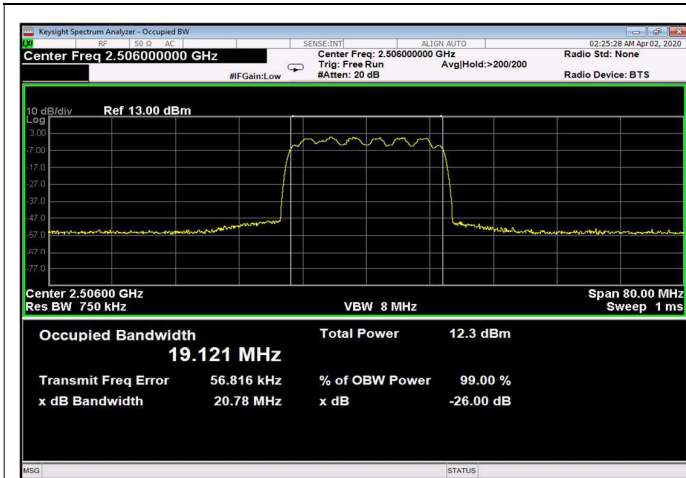 Keysight Spectrum Analyzer - Occupied BW
LXI RF 50 Ω AC SENSE:INT ALIGN AUTO 02:25:28 AM Apr 02, 2020
Center Freq 2.506000000 GHz Center Freq: 2.506000000 GHz Radio Std: None
Trig: Free Run Avg|Hold:>200/200
#IFGain:Low #Atten: 20 dB Radio Device: BTS
10 dB/div Ref 13.00 dBm
Log
3.00
-7.00
-17.0
-27.0
-37.0
-47.0
-57.0
-67.0
-77.0
Center 2.50600 GHz Span 80.00 MHz
Res BW 750 kHz VBW 8 MHz Sweep 1 ms
Occupied Bandwidth Total Power 12.3 dBm
19.121 MHz
Transmit Freq Error 56.816 kHz % of OBW Power 99.00 %
x dB Bandwidth 20.78 MHz x dB -26.00 dB
MSG STATUS